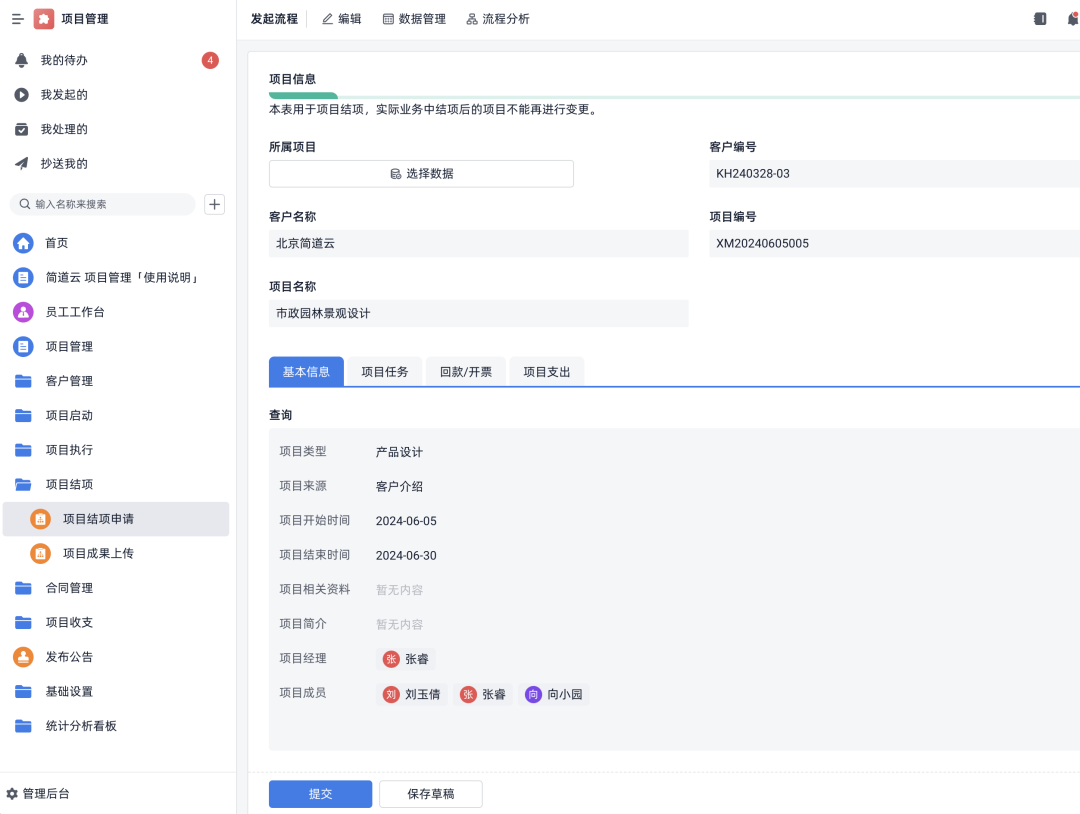 项目管理
我的待办
4
我发起的
我处理的
抄送我的
输入名称来搜索
首页
简道云 项目管理「使用说明」
员工工作台
项目管理
客户管理
项目启动
项目执行
项目结项
项目结项申请
项目成果上传
合同管理
项目收支
发布公告
基础设置
统计分析看板
管理后台
发起流程
编辑
数据管理
流程分析
项目信息
本表用于项目结项，实际业务中结项后的项目不能再进行变更。
所属项目
选择数据
客户编号
KH240328-03
客户名称
北京简道云
项目编号
XM20240605005
项目名称
市政园林景观设计
基本信息
项目任务
回款/开票
项目支出
查询
项目类型 产品设计
项目来源 客户介绍
项目开始时间 2024-06-05
项目结束时间 2024-06-30
项目相关资料 暂无内容
项目简介 暂无内容
项目经理 张 张睿
项目成员 刘 刘玉倩 张 张睿 向 向小园
提交
保存草稿